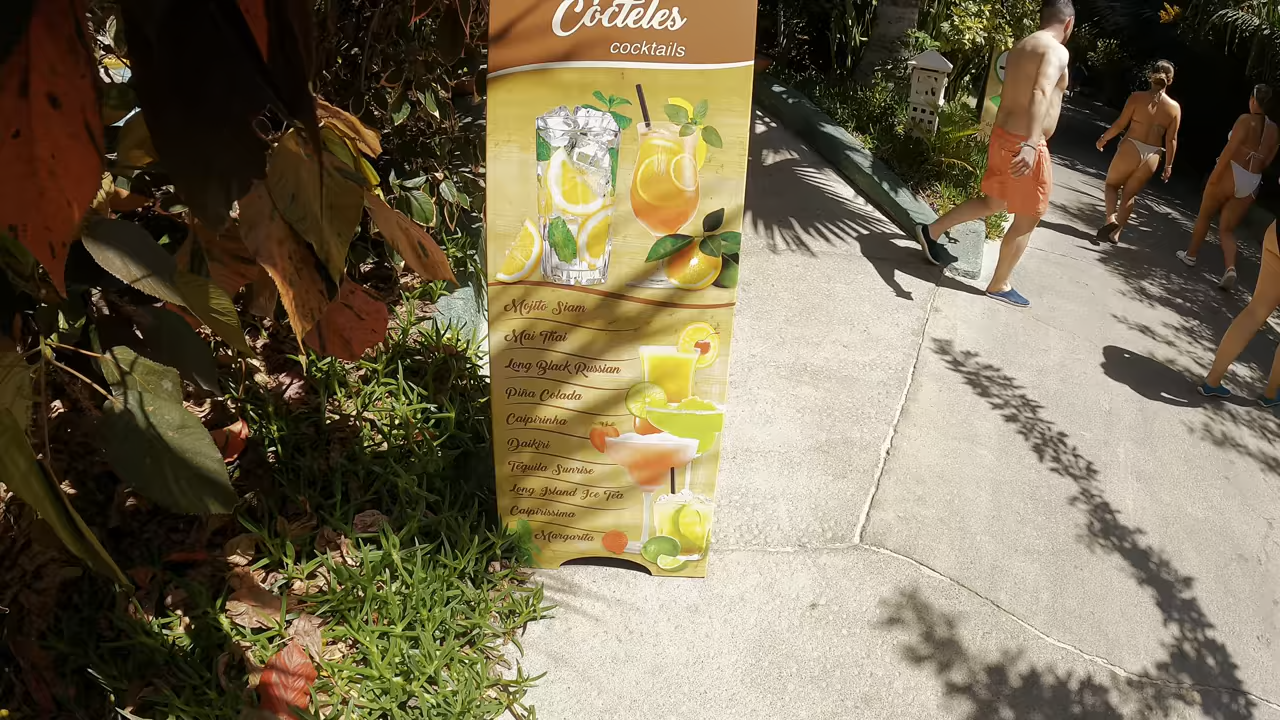 Cócteles
cocktails
Mojito Siam
Mai Thai
Long Black Russian
Piña Colada
Caipirinha
Daikiri
Tequila Sunrise
Long Island Ice Tea
Caipirissima
Margarita